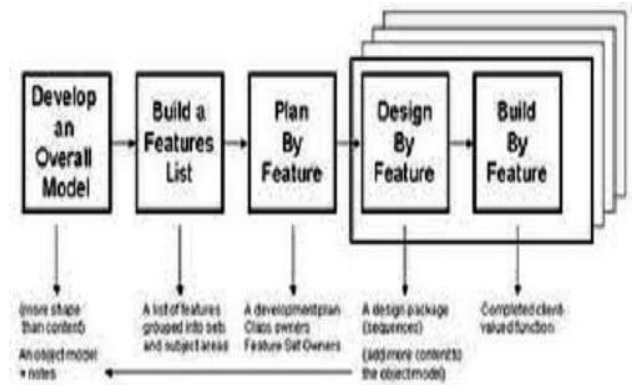 Develop
an
Overall
Model
Build a
Features
List
Plan
By
Feature
Design
By
Feature
Build
By
Feature
(more shape
than content)
An object model
+ notes
A list of features
grouped into sets
and subject areas
A development plan
Class owners
Feature Set Owners
A design package
(sequences)
(add more content to
the object model)
Completed client-
valued function